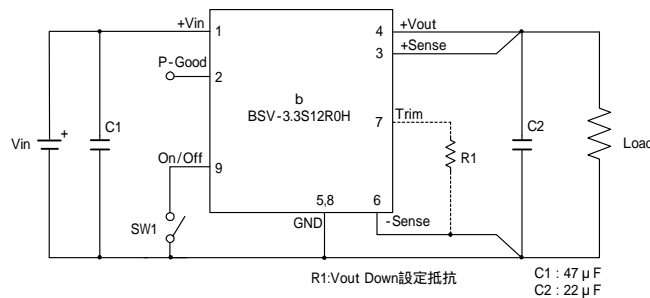 +Vin
1
4
+Vout
3
+Sense
P-Good
2
b
BSV-3.3S12R0H
Trim
7
Vin
+
C1
C2
Load
R1
On/Off
9
5,8
6
GND
-Sense
SW1
R1:Vout Down設定抵抗
C1 : 47 μF
C2 : 22 μF